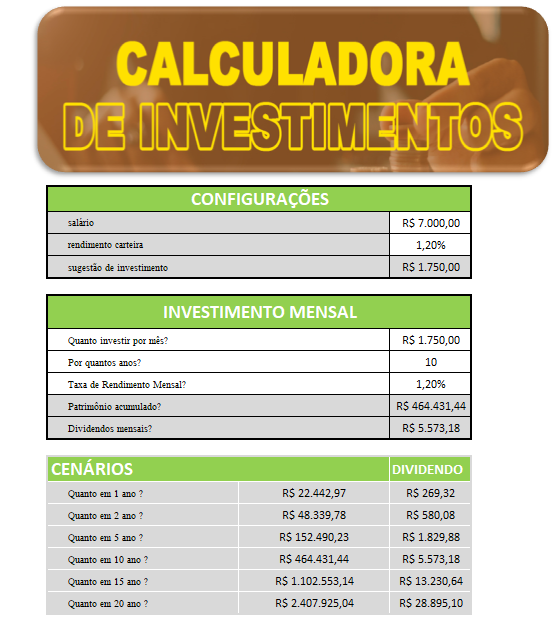 CALCULADORA
DE INVESTIMENTOS
CONFIGURAÇÕES
salário R$ 7.000,00
rendimento carteira 1,20%
sugestão de investimento R$ 1.750,00
INVESTIMENTO MENSAL
Quanto investir por mês? R$ 1.750,00
Por quantos anos? 10
Taxa de Rendimento Mensal? 1,20%
Patrimônio acumulado? R$ 464.431,44
Dividendos mensais? R$ 5.573,18
CENÁRIOS DIVIDENDO
Quanto em 1 ano ? R$ 22.442,97 R$ 269,32
Quanto em 2 ano ? R$ 48.339,78 R$ 580,08
Quanto em 5 ano ? R$ 152.490,23 R$ 1.829,88
Quanto em 10 ano ? R$ 464.431,44 R$ 5.573,18
Quanto em 15 ano ? R$ 1.102.553,14 R$ 13.230,64
Quanto em 20 ano ? R$ 2.407.925,04 R$ 28.895,10